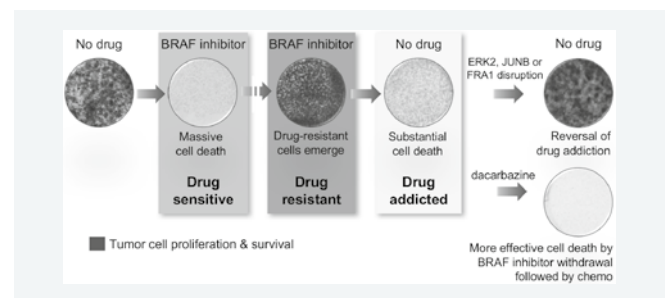 No drug
BRAF inhibitor
BRAF inhibitor
No drug
No drug
ERK2, JUNB or
FRA1 disruption
Massive
cell death
Drug-resistant
cells emerge
Substantial
cell death
Reversal of
drug addiction
Drug
sensitive
Drug
resistant
Drug
addicted
dacarbazine
Tumor cell proliferation & survival
More effective cell death by
BRAF inhibitor withdrawal
followed by chemo